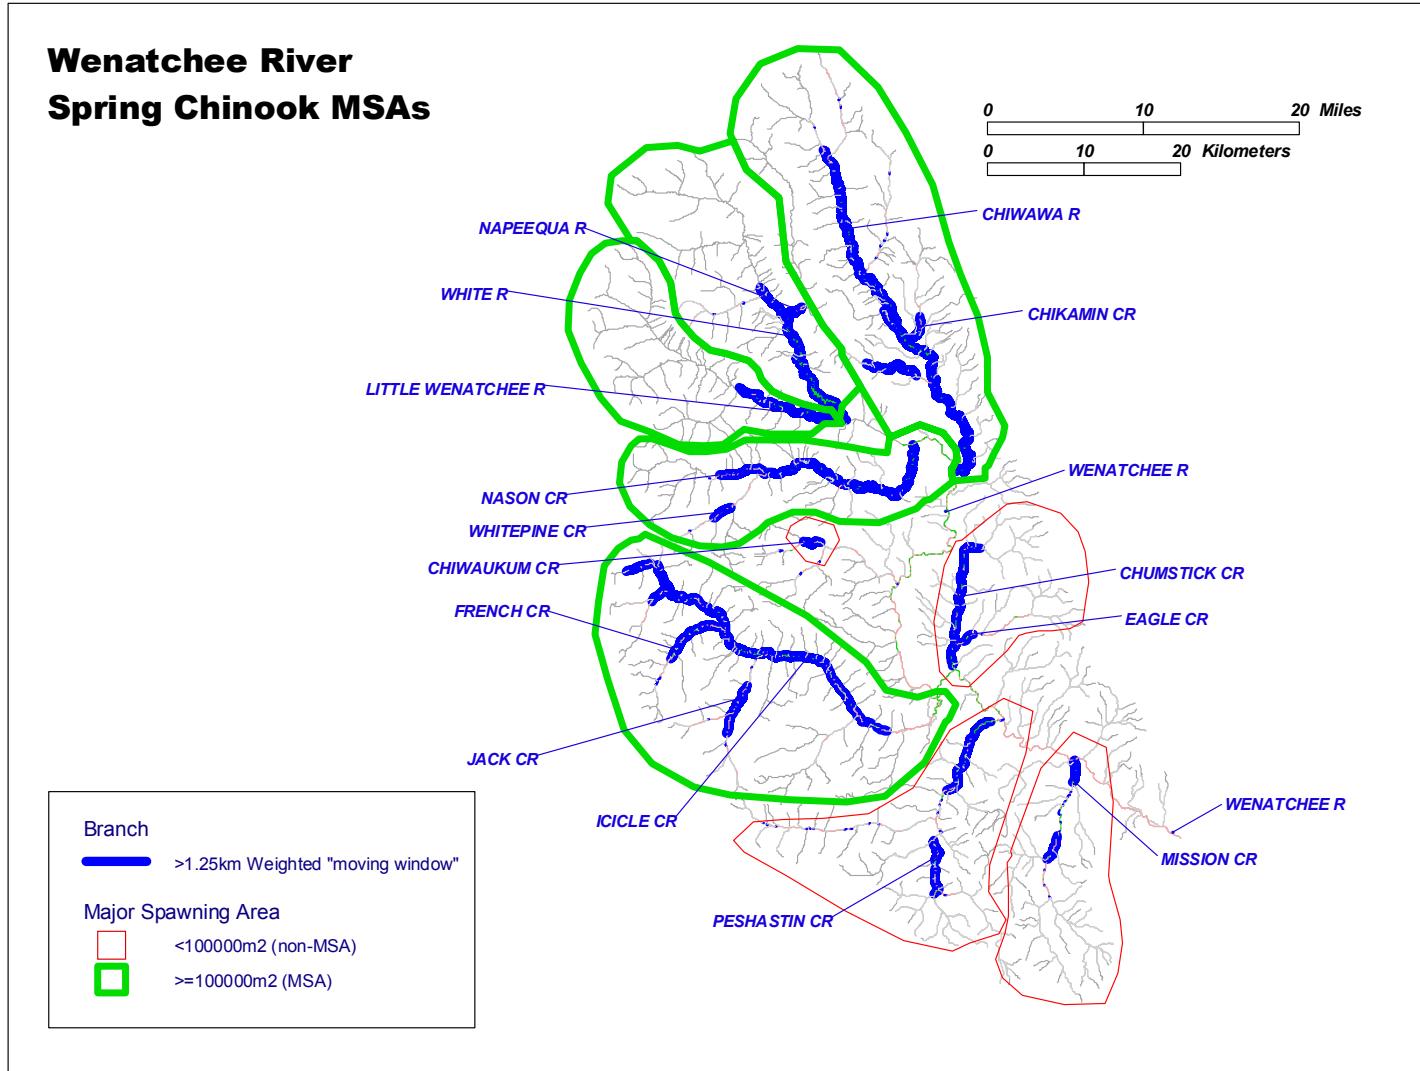 Wenatchee River
Spring Chinook MSAs
0 10 20 Miles
0 10 20 Kilometers
CHIWAWA R
NAPEEQUA R
WHITE R
CHIKAMIN CR
LITTLE WENATCHEE R
WENATCHEE R
NASON CR
WHITEPINE CR
CHIWAUKUM CR
CHUMSTICK CR
FRENCH CR
EAGLE CR
JACK CR
ICICLE CR
WENATCHEE R
MISSION CR
PESHASTIN CR
Branch
>1.25km Weighted "moving window"
Major Spawning Area
<100000m2 (non-MSA)
>=100000m2 (MSA)